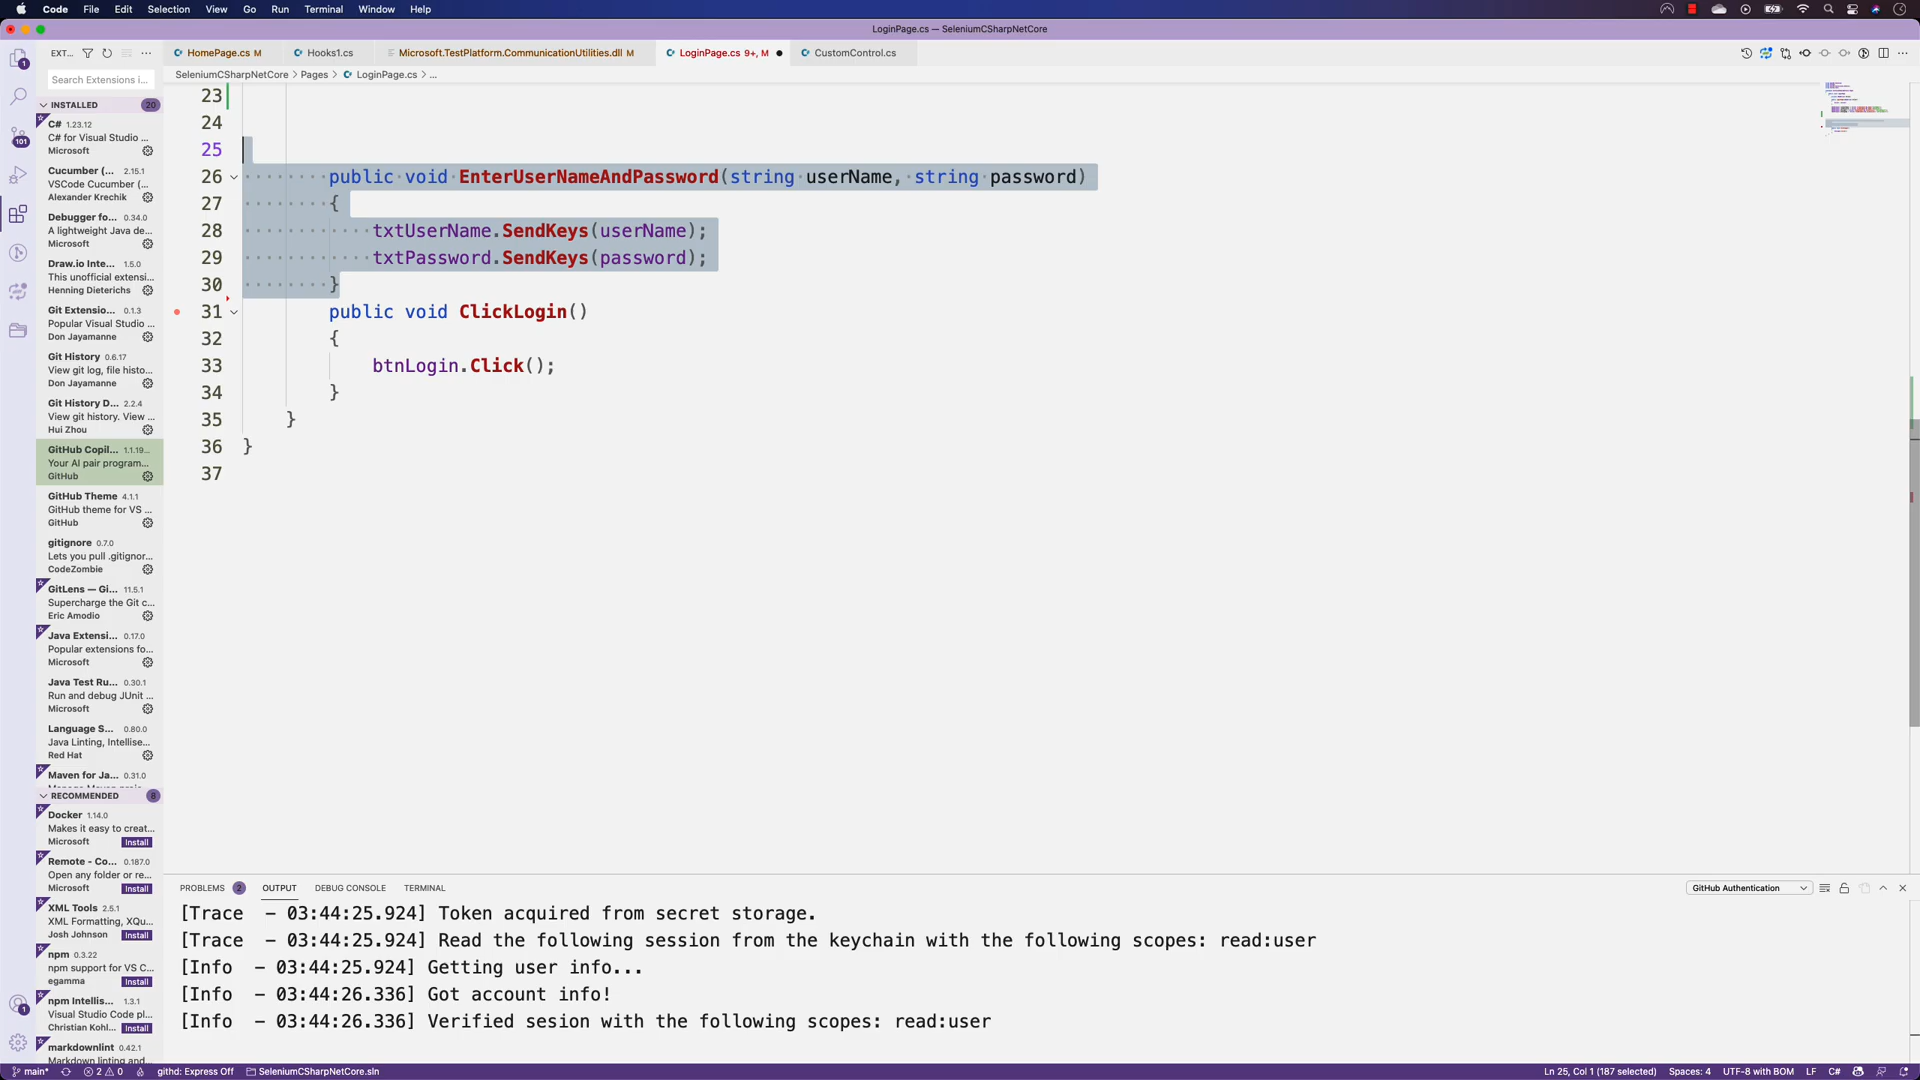 Code File Edit Selection View Go Run Terminal Window Help
LoginPage.cs — SeleniumCSharpNetCore
EXT...
HomePage.cs M
Hooks1.cs
Microsoft.TestPlatform.CommunicationUtilities.dll M
LoginPage.cs 9+, M
CustomControl.cs
SeleniumCSharpNetCore > Pages > LoginPage.cs > ...
Search Extensions i...
INSTALLED 20
C# 1.23.12
C# for Visual Studio ...
Microsoft
Cucumber (... 2.15.1
VSCode Cucumber (...
Alexander Krechik
Debugger fo... 0.34.0
A lightweight Java de...
Microsoft
Draw.io Inte... 1.5.0
This unofficial extensi...
Henning Dieterichs
Git Extensio... 0.1.3
Popular Visual Studio ...
Don Jayamanne
Git History 0.6.17
View git log, file histo...
Don Jayamanne
Git History D... 2.2.4
View git history. View ...
Hui Zhou
GitHub Copil... 1.1.19...
Your AI pair program...
GitHub
GitHub Theme 4.1.1
GitHub theme for VS ...
GitHub
gitignore 0.7.0
Lets you pull .gitignor...
CodeZombie
GitLens — Gi... 11.5.1
Supercharge the Git c...
Eric Amodio
Java Extensi... 0.17.0
Popular extensions fo...
Microsoft
Java Test Ru... 0.30.1
Run and debug JUnit ...
Microsoft
Language S... 0.80.0
Java Linting, Intellise...
Red Hat
Maven for Ja... 0.31.0
RECOMMENDED 8
Docker 1.14.0
Makes it easy to creat...
Microsoft Install
Remote - Co... 0.187.0
Open any folder or re...
Microsoft Install
XML Tools 2.5.1
XML Formatting, XQu...
Josh Johnson Install
npm 0.3.22
npm support for VS C...
egamma Install
npm Intellis... 1.3.1
Visual Studio Code pl...
Christian Kohl... Install
markdownlint 0.42.1
101
1
1
23
24
25
26 public void EnterUserNameAndPassword(string userName, string password)
27 {
28 txtUserName.SendKeys(userName);
29 txtPassword.SendKeys(password);
30 }
31 public void ClickLogin()
32 {
33 btnLogin.Click();
34 }
35 }
36 }
37
PROBLEMS 2 OUTPUT DEBUG CONSOLE TERMINAL
GitHub Authentication
[Trace - 03:44:25.924] Token acquired from secret storage.
[Trace - 03:44:25.924] Read the following session from the keychain with the following scopes: read:user
[Info - 03:44:25.924] Getting user info...
[Info - 03:44:26.336] Got account info!
[Info - 03:44:26.336] Verified sesion with the following scopes: read:user
main* 2 0 githd: Express Off SeleniumCSharpNetCore.sln
Ln 25, Col 1 (187 selected) Spaces: 4 UTF-8 with BOM LF C#